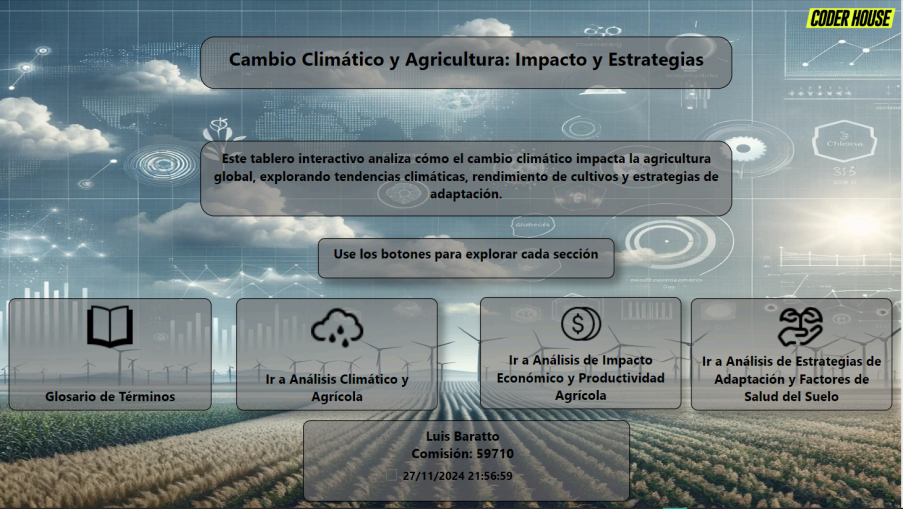 CODER HOUSE
Cambio Climático y Agricultura: Impacto y Estrategias
Este tablero interactivo analiza cómo el cambio climático impacta la agricultura
global, explorando tendencias climáticas, rendimiento de cultivos y estrategias de
adaptación.
Use los botones para explorar cada sección
Glosario de Términos
Ir a Análisis Climático y
Agrícola
Ir a Análisis de Impacto
Económico y Productividad
Agrícola
Ir a Análisis de Estrategias de
Adaptación y Factores de
Salud del Suelo
Luis Baratto
Comisión: 59710
27/11/2024 21:56:59